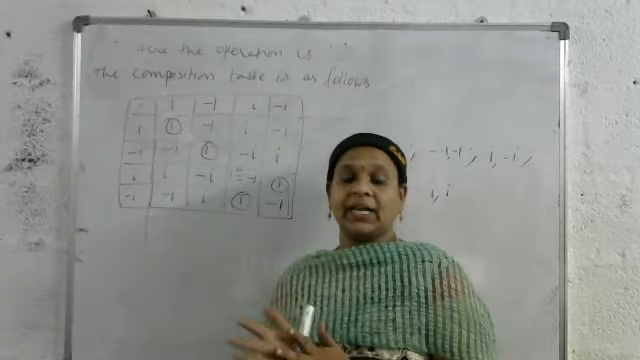 the operation is
The composition table is as follows
1 -1 i -i
1 1 -1 i -i
-1 -1 1 -i i
i i -i -1 1
-i -i i 1 -1
i, -i,
i, i